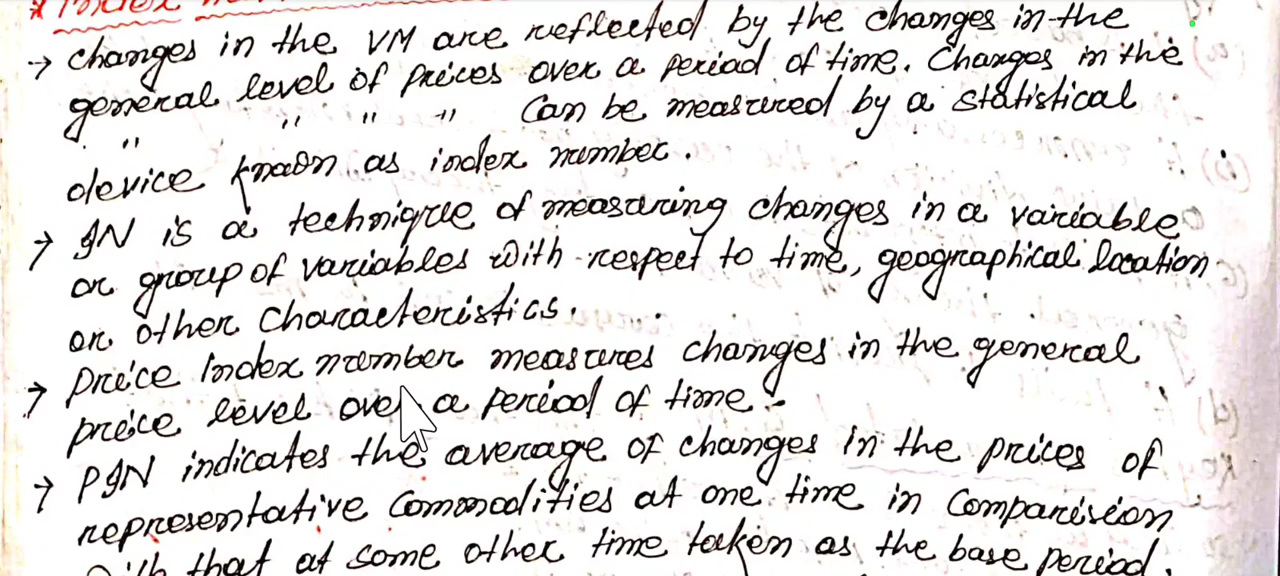 * Index
→ changes in the VM are reflected by the changes in the
general level of prices over a period of time. Changes in the
" " " " can be measured by a statistical
device known as index number.
→ IN is a technique of measuring changes in a variable
or group of variables with respect to time, geographical location
or other characteristics.
→ price index number measures changes in the general
price level over a period of time.
→ PIN indicates the average of changes in the prices of
representative commodities at one time in comparision
with that at some other time taken as the base period.